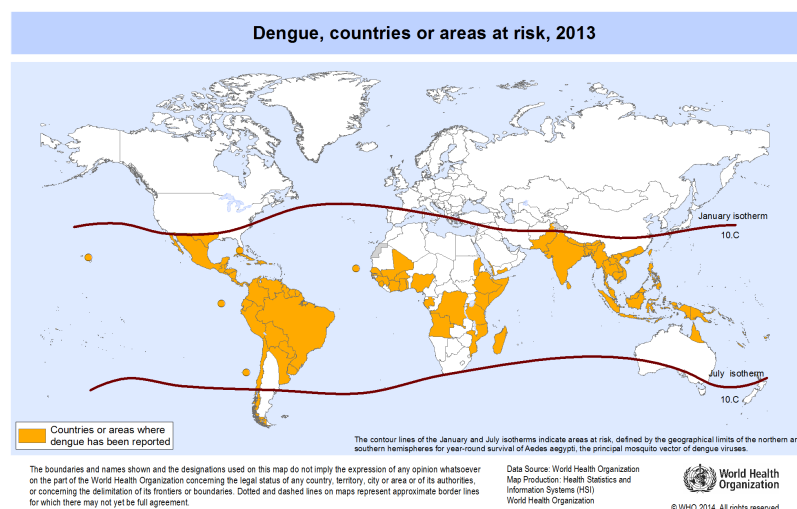 Dengue, countries or areas at risk, 2013
January isotherm
10.C
July isotherm
10.C
Countries or areas where
dengue has been reported
The contour lines of the January and July isotherms indicate areas at risk, defined by the geographical limits of the northern
southern hemispheres for year-round survival of Aedes aegypti, the principal mosquito vector of dengue viruses.
The boundaries and names shown and the designations used on this map do not imply the expression of any opinion whatsoever
on the part of the World Health Organization concerning the legal status of any country, territory, city or area or of its authorities,
or concerning the delimitation of its frontiers or boundaries. Dotted and dashed lines on maps represent approximate border lines
for which there may not yet be full agreement.
Data Source: World Health Organization
Map Production: Health Statistics and
Information Systems (HSI)
World Health Organization
World Health
Organization
© WHO 2014. All rights reserved